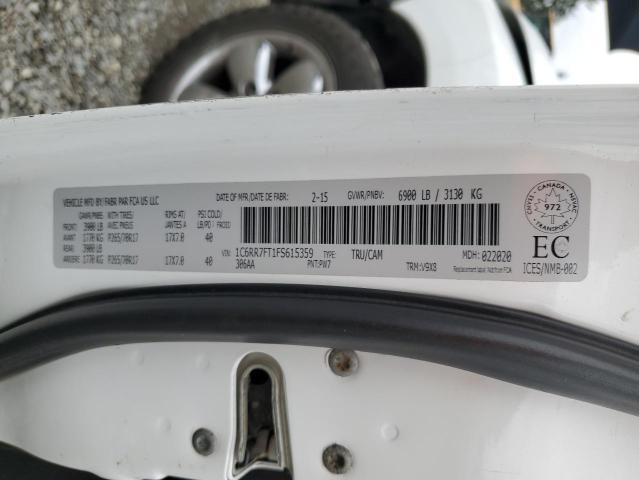 VEHICLE MFD BY/ FABR PAR FCA US LLC
DATE OF MFR/DATE DE FABR: 2-15 GVWR/PNBV: 6900 LB / 3130 KG
GAWR/PNBE WITH TIRES/ RIMS AT/ PSI COLD/
AVEC PNEUS JANTES A LB/PO2 FROID
FRONT: 3900 LB
AVANT: 1770 KG P265/70R17 17X7.0 40
REAR: 3900 LB
ARRIERE: 1770 KG P265/70R17 17X7.0 40
1C6RR7FT1FS615359 TRU/CAM MDH: 022020
306AA PNT:PW7 TRM:V9X8
CANADA
972
TRANSPORT
EC
ICES/NMB-002